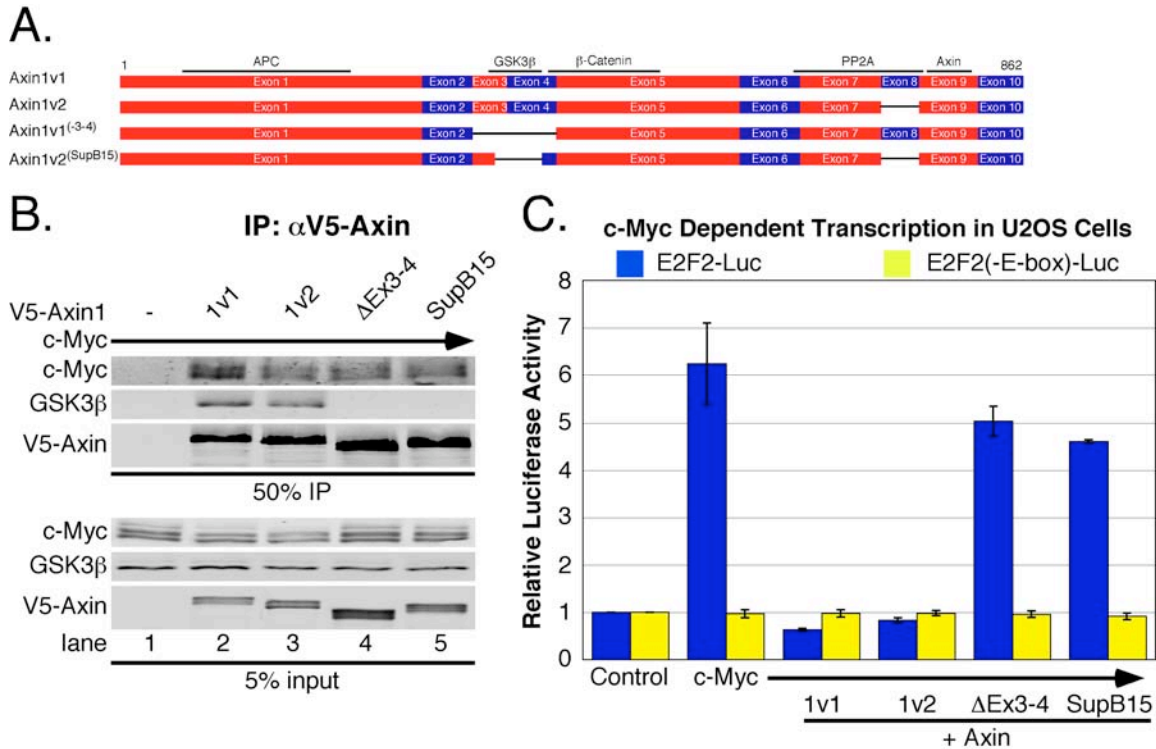 A.
1 APC GSK3β β-Catenin PP2A Axin 862
Axin1v1 Exon 1 Exon 2 Exon 3 Exon 4 Exon 5 Exon 6 Exon 7 Exon 8 Exon 9 Exon 10
Axin1v2 Exon 1 Exon 2 Exon 3 Exon 4 Exon 5 Exon 6 Exon 7 Exon 9 Exon 10
Axin1v1(-3-4) Exon 1 Exon 2 Exon 5 Exon 6 Exon 7 Exon 8 Exon 9 Exon 10
Axin1v2(SupB15) Exon 1 Exon 2 Exon 5 Exon 6 Exon 7 Exon 9 Exon 10
B.
IP: αV5-Axin
V5-Axin1 - 1v1 1v2 ΔEx3-4 SupB15
c-Myc
c-Myc
GSK3β
V5-Axin
50% IP
c-Myc
GSK3β
V5-Axin
lane 1 2 3 4 5
5% input
C.
c-Myc Dependent Transcription in U2OS Cells
E2F2-Luc E2F2(-E-box)-Luc
Relative Luciferase Activity
8
7
6
5
4
3
2
1
0
Control c-Myc
1v1 1v2 ΔEx3-4 SupB15
+ Axin